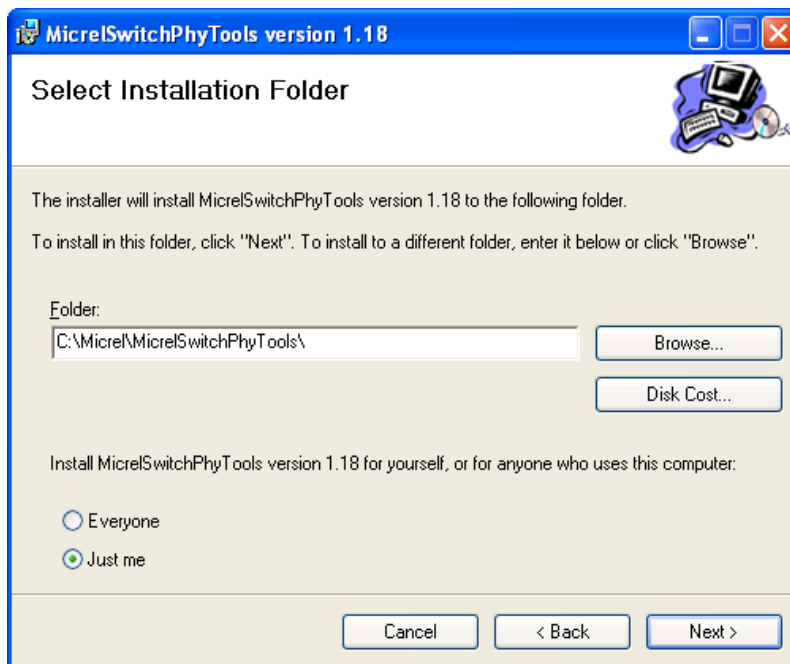 MicrelSwitchPhyTools version 1.18
Select Installation Folder
The installer will install MicrelSwitchPhyTools version 1.18 to the following folder.
To install in this folder, click "Next". To install to a different folder, enter it below or click "Browse".
Folder:
C:\Micrel\MicrelSwitchPhyTools\
Browse...
Disk Cost...
Install MicrelSwitchPhyTools version 1.18 for yourself, or for anyone who uses this computer:
Everyone
Just me
Cancel
< Back
Next >